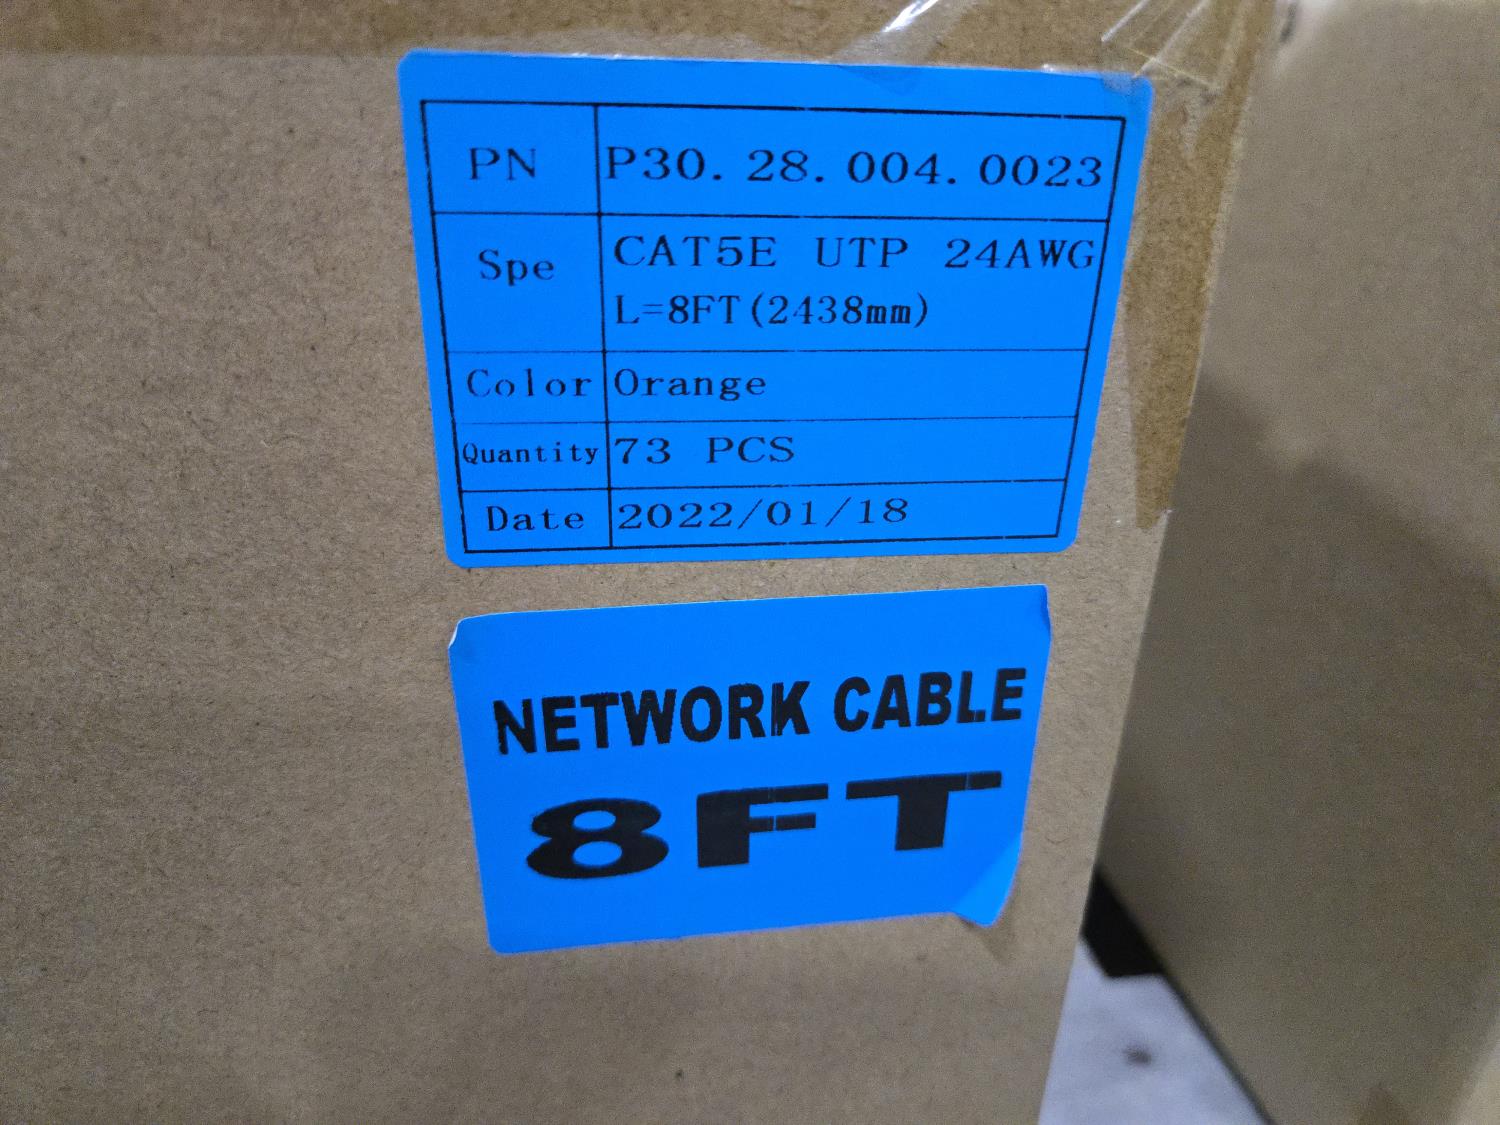 PN P30. 28. 004. 0023
Spe CAT5E UTP 24AWG
L=8FT(2438mm)
Color Orange
Quantity 73 PCS
Date 2022/01/18
NETWORK CABLE
8FT